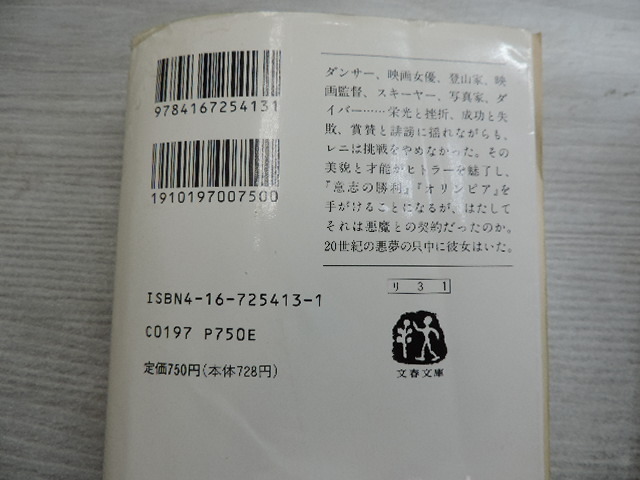 9784167254131
1910197007500
ISBN4-16-725413-1
C0197 P750E
定価750円(本体728円)
ダンサー、映画女優、登山家、映
画監督、スキーヤー、写真家、ダ
イバー……栄光と挫折、成功と失
敗、賞賛と誹謗に揺れながらも、
レニは挑戦をやめなかった。その
美貌と才能がヒトラーを魅了し、
『意志の勝利』『オリンピア』を
手がけることになるが、はたして
それは悪魔との契約だったのか。
20世紀の悪夢の只中に彼女はいた。
リ 3 1
文春文庫